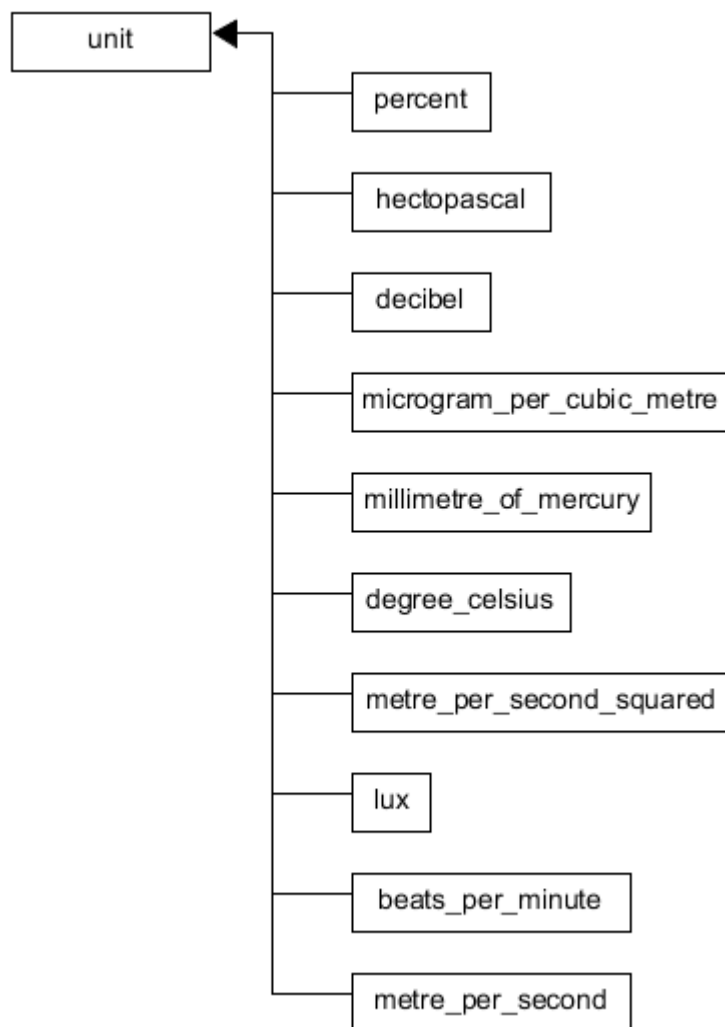 unit
percent
hectopascal
decibel
microgram_per_cubic_metre
millimetre_of_mercury
degree_celsius
metre_per_second_squared
lux
beats_per_minute
metre_per_second